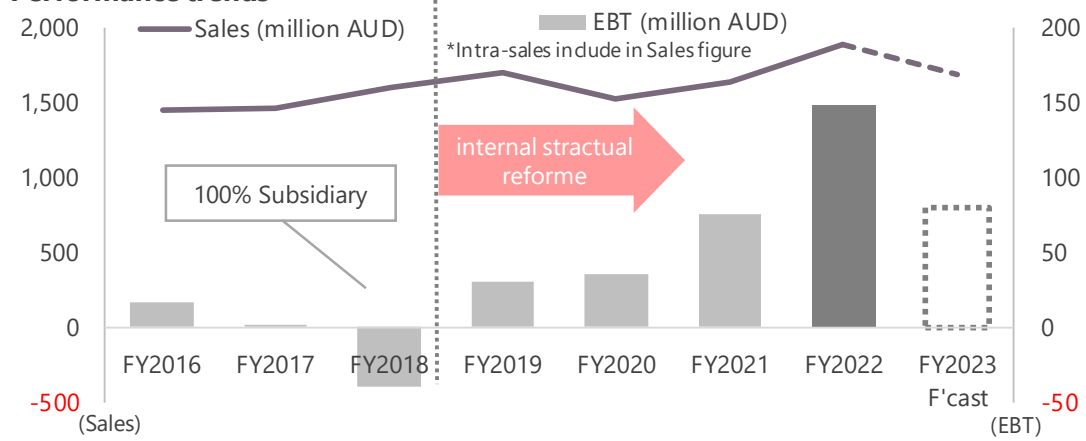 Performance trends
2,000
Sales (million AUD)
EBT (million AUD)
200
*Intra-sales include in Sales figure
1,500
150
internal stractual
reforme
1,000
100% Subsidiary
100
500
50
0
0
FY2016
FY2017
FY2018
FY2019
FY2020
FY2021
FY2022
FY2023
F'cast
-500
-50
(Sales)
(EBT)